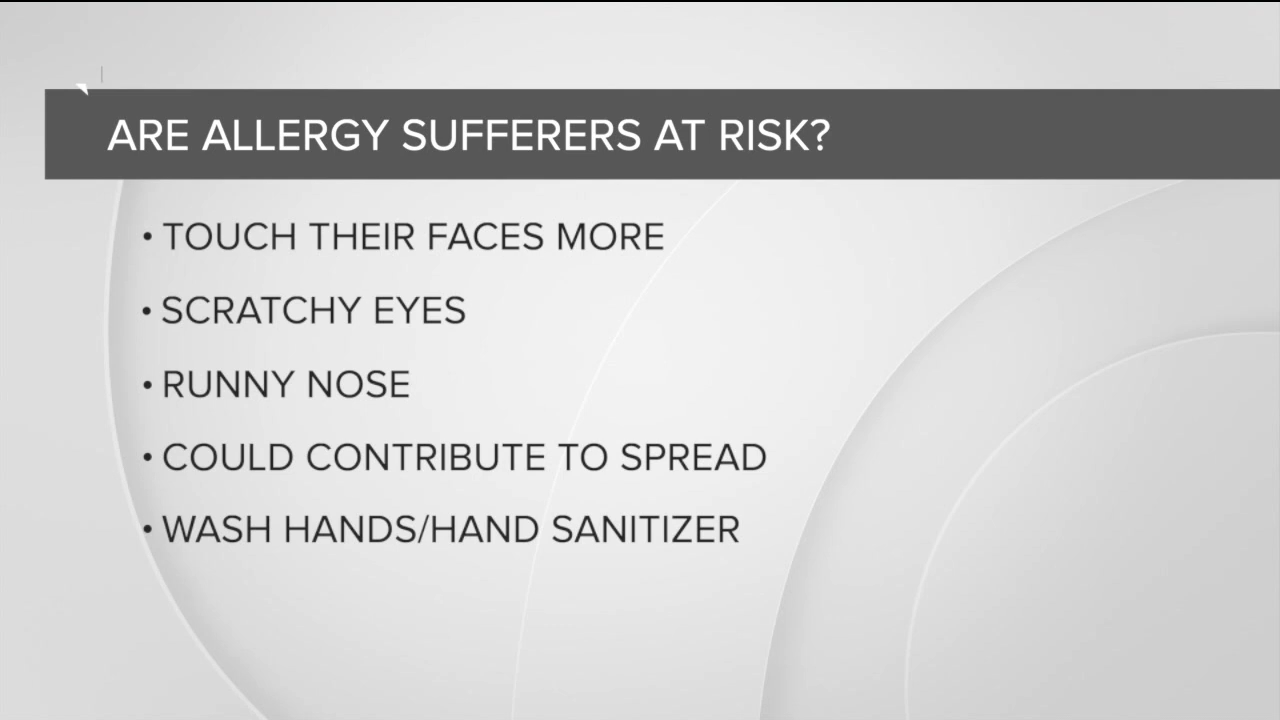 ARE ALLERGY SUFFERERS AT RISK?
• TOUCH THEIR FACES MORE
• SCRATCHY EYES
• RUNNY NOSE
• COULD CONTRIBUTE TO SPREAD
• WASH HANDS/HAND SANITIZER